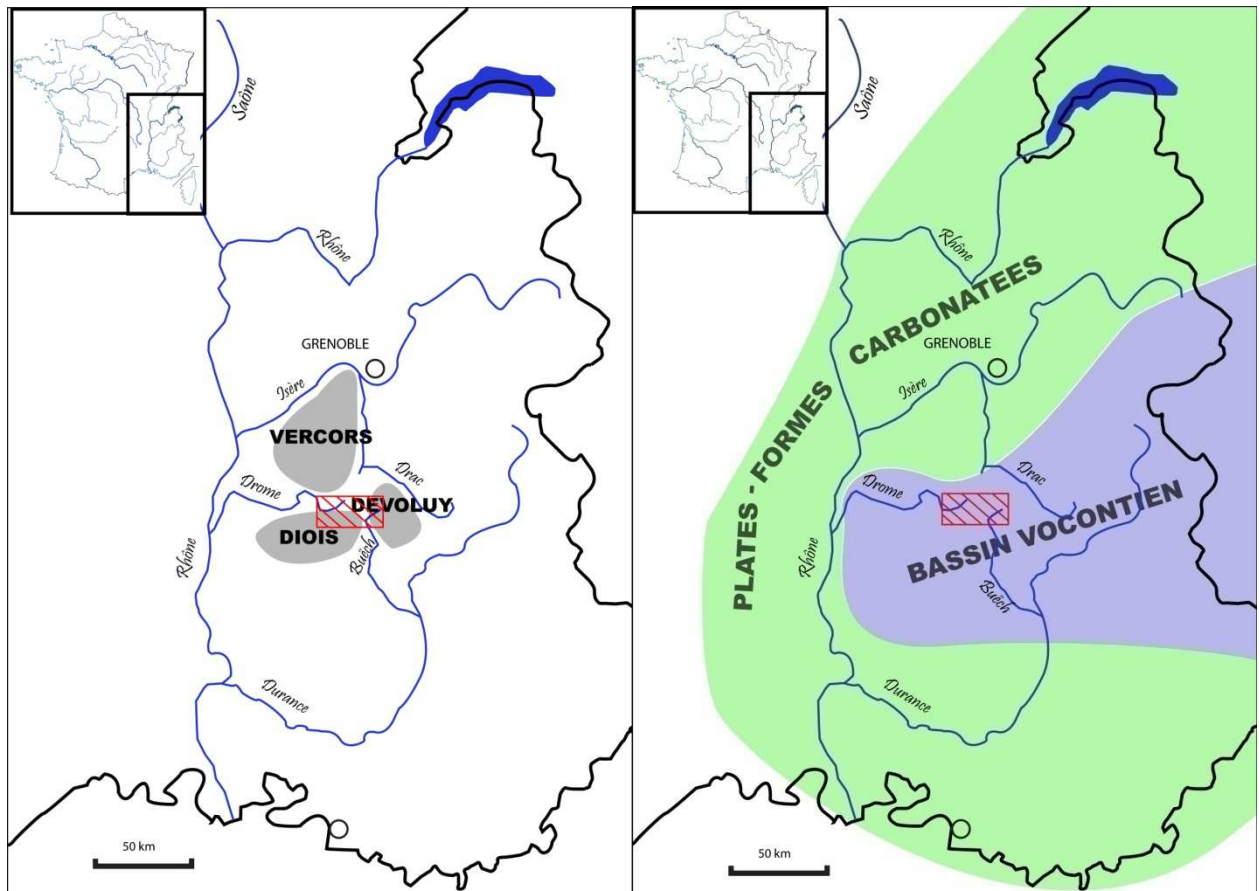 Saône
Rhône
GRENOBLE
Isère
VERCORS
Drac
Drome
DEVOLUY
DIOIS
Buëch
Rhône
Durance
50 km
Saône
Rhône
PLATES - FORMES CARBONATEES
GRENOBLE
Isère
Drac
Drome
BASSIN VOCONTIEN
Rhône
Buëch
Durance
50 km